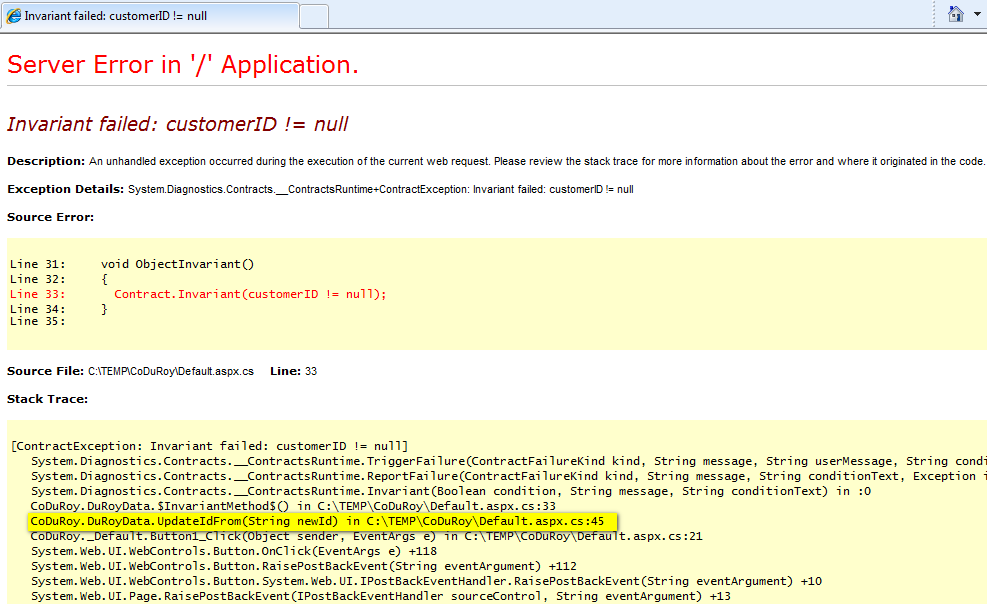 Invariant failed: customerID != null
Server Error in '/' Application.
Invariant failed: customerID != null
Description: An unhandled exception occurred during the execution of the current web request. Please review the stack trace for more information about the error and where it originated in the code.
Exception Details: System.Diagnostics.Contracts.__ContractsRuntime+ContractException: Invariant failed: customerID != null
Source Error:
Line 31:     void ObjectInvariant()
Line 32:     {
Line 33:       Contract.Invariant(customerID != null);
Line 34:     }
Line 35:
Source File: C:\TEMP\CoDuRoy\Default.aspx.cs    Line: 33
Stack Trace:
[ContractException: Invariant failed: customerID != null]
System.Diagnostics.Contracts.__ContractsRuntime.TriggerFailure(ContractFailureKind kind, String message, String userMessage, String condi
System.Diagnostics.Contracts.__ContractsRuntime.ReportFailure(ContractFailureKind kind, String message, String conditionText, Exception i
System.Diagnostics.Contracts.__ContractsRuntime.Invariant(Boolean condition, String message, String conditionText) in :0
CoDuRoy.DuRoyData.$InvariantMethod$() in C:\TEMP\CoDuRoy\Default.aspx.cs:33
CoDuRoy.DuRoyData.UpdateIdFrom(String newId) in C:\TEMP\CoDuRoy\Default.aspx.cs:45
CoDuRoy._Default.Button1_Click(Object sender, EventArgs e) in C:\TEMP\CoDuRoy\Default.aspx.cs:21
System.Web.UI.WebControls.Button.OnClick(EventArgs e) +118
System.Web.UI.WebControls.Button.RaisePostBackEvent(String eventArgument) +112
System.Web.UI.WebControls.Button.System.Web.UI.IPostBackEventHandler.RaisePostBackEvent(String eventArgument) +10
System.Web.UI.Page.RaisePostBackEvent(IPostBackEventHandler sourceControl, String eventArgument) +13